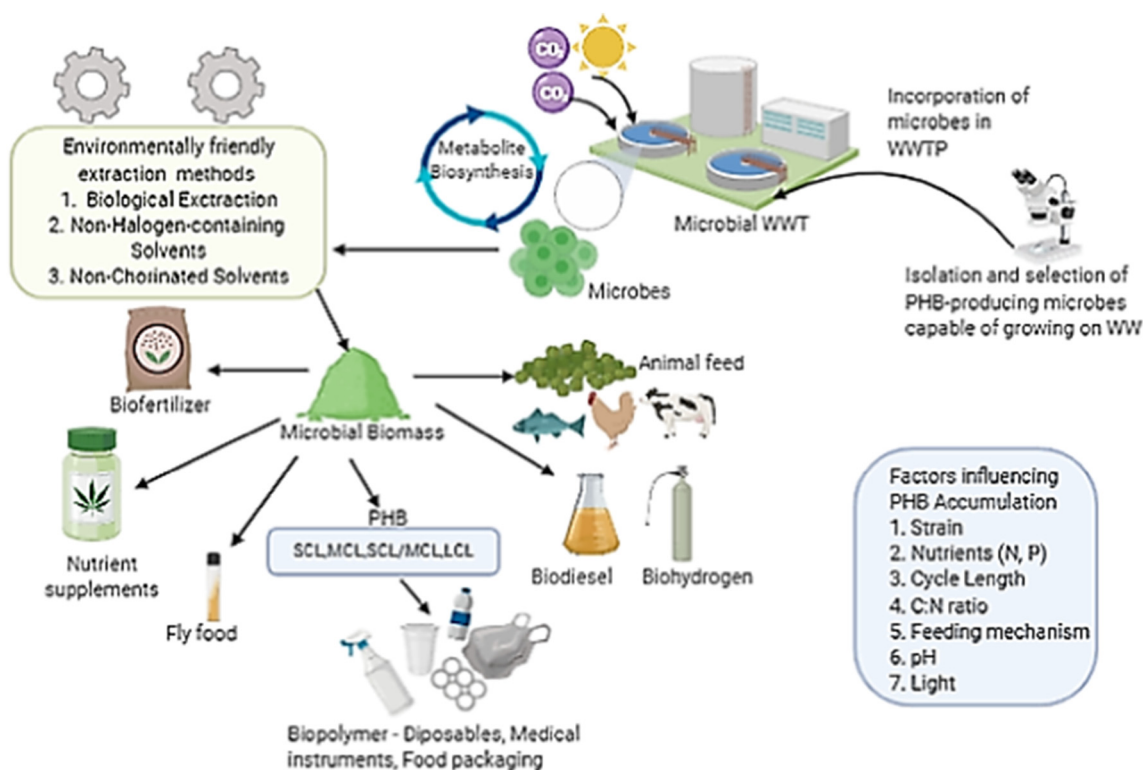 CO₂
CO₂
Environmentally friendly
extraction methods
1. Biological Exctraction
2. Non-Halogen-containing
Solvents
3. Non-Chorinated Solvents
Metabolite
Biosynthesis
Microbes
Microbial WWT
Incorporation of
microbes in
WWTP
Isolation and selection of
PHB-producing microbes
capable of growing on WW
Biofertilizer
Microbial Biomass
Animal feed
Nutrient
supplements
Fly food
PHB
SCL,MCL,SCL/MCL,LCL
Biodiesel
Biohydrogen
Biopolymer - Diposables, Medical
instruments, Food packaging
Factors influencing
PHB Accumulation
1. Strain
2. Nutrients (N, P)
3. Cycle Length
4. C:N ratio
5. Feeding mechanism
6. pH
7. Light